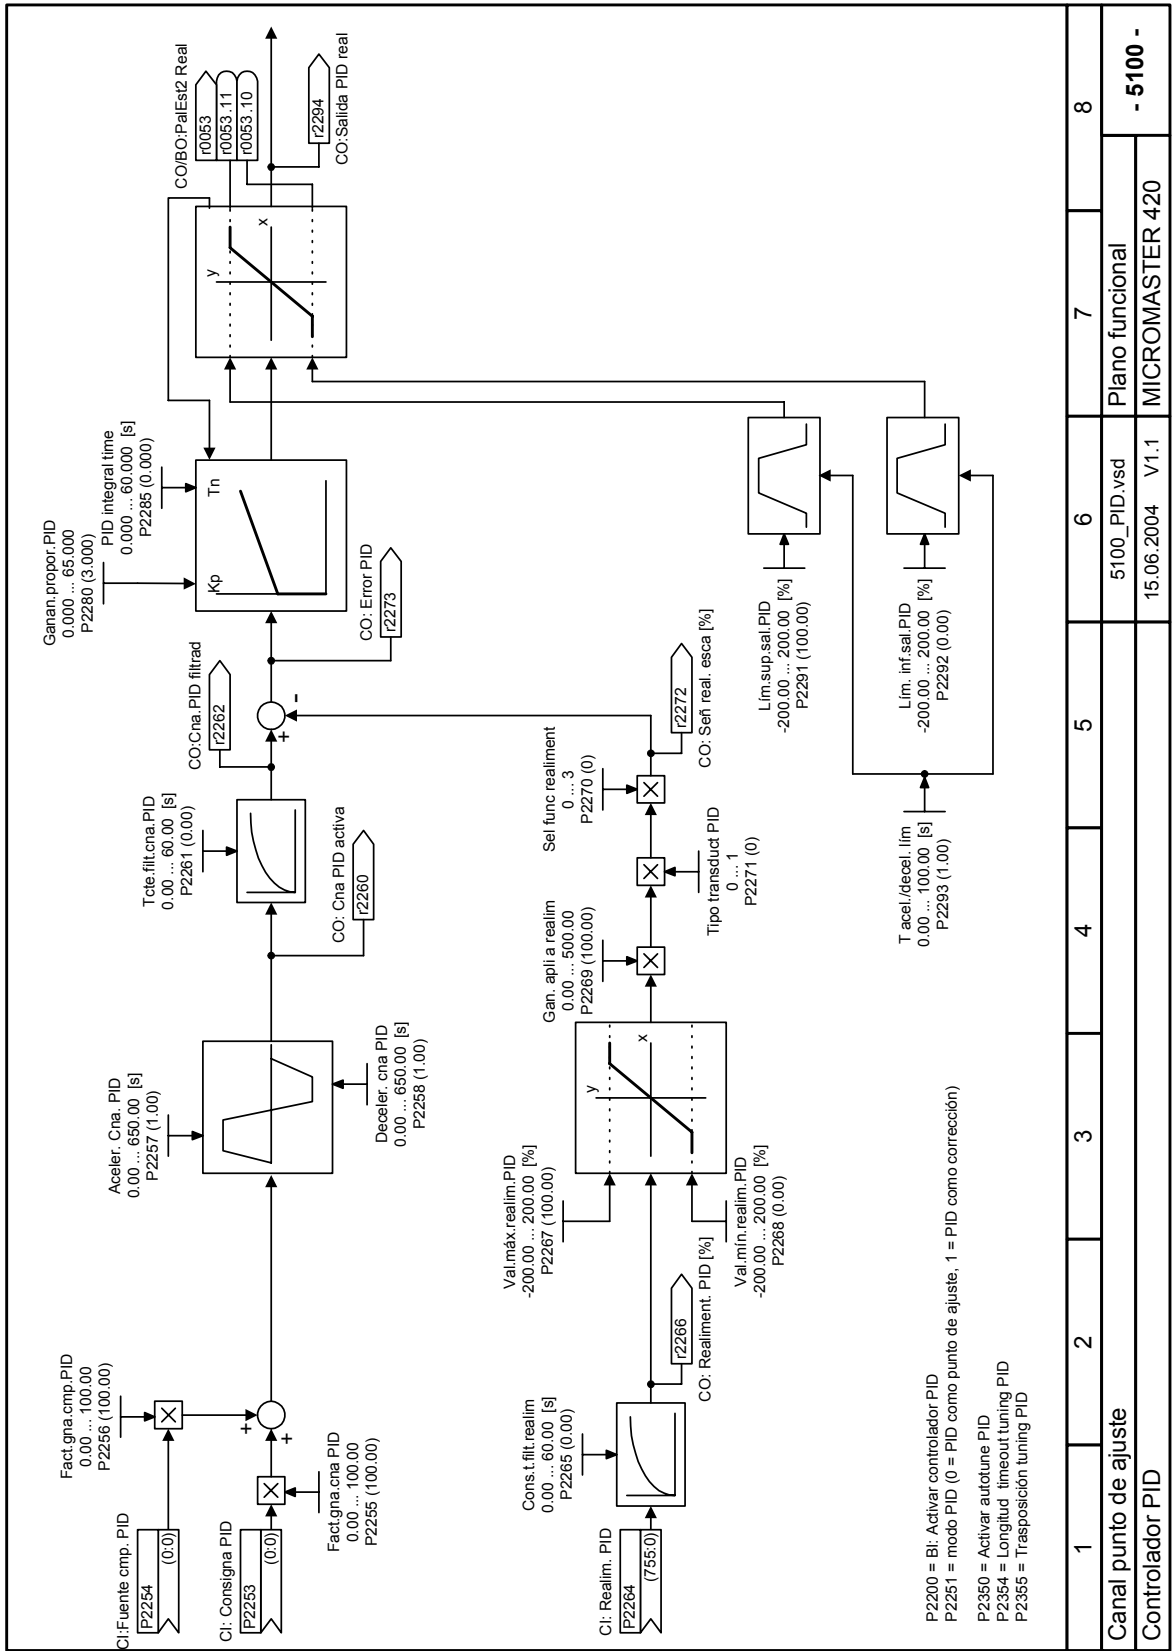 CI:Fuente cmp. PID
P2254
(0:0)
Fact.gna.cmp.PID
0.00 ... 100.00
P2256 (100.00)
CI: Consigna PID
P2253
(0:0)
Fact.gna.cna PID
0.00 ... 100.00
P2255 (100.00)
+
+
Aceler. Cna. PID
0.00 ... 650.00 [s]
P2257 (1.00)
Deceler. cna PID
0.00 ... 650.00 [s]
P2258 (1.00)
CO: Cna PID activa
r2260
Tcte.filt.cna.PID
0.00 ... 60.00 [s]
P2261 (0.00)
CO:Cna.PID filtrad
r2262
+
-
CO: Error PID
r2273
Ganan.propor.PID
0.000 ... 65.000
P2280 (3.000)
PID integral time
0.000 ... 60.000 [s]
P2285 (0.000)
Kp
Tn
y
x
CO/BO:PalEst2 Real
r0053
r0053.11
r0053.10
r2294
CO:Salida PID real
CI: Realim. PID
P2264
(755:0)
Cons.t.filt.realim
0.00 ... 60.00 [s]
P2265 (0.00)
r2266
CO: Realiment. PID [%]
Val.máx.realim.PID
-200.00 ... 200.00 [%]
P2267 (100.00)
Val.mín.realim.PID
-200.00 ... 200.00 [%]
P2268 (0.00)
y
x
Gan. apli a realim
0.00 ... 500.00
P2269 (100.00)
Tipo transduct PID
0 ... 1
P2271 (0)
Sel func realiment
0 ...3
P2270 (0)
r2272
CO: Señ real. esca [%]
Lím.sup.sal.PID
-200.00 ... 200.00 [%]
P2291 (100.00)
Lím. inf.sal.PID
-200.00 ... 200.00 [%]
P2292 (0.00)
T acel./decel. lím
0.00 ... 100.00 [s]
P2293 (1.00)
P2200 = BI: Activar controlador PID
P2251 = modo PID (0 = PID como punto de ajuste, 1 = PID como corrección)
P2350 = Activar autotune PID
P2354 = Longitud timeout tuning PID
P2355 = Trasposición tuning PID
1 2 3 4 5 6 7 8
Canal punto de ajuste
5100_PID.vsd
Plano funcional
- 5100 -
Controlador PID
15.06.2004 V1.1
MICROMASTER 420